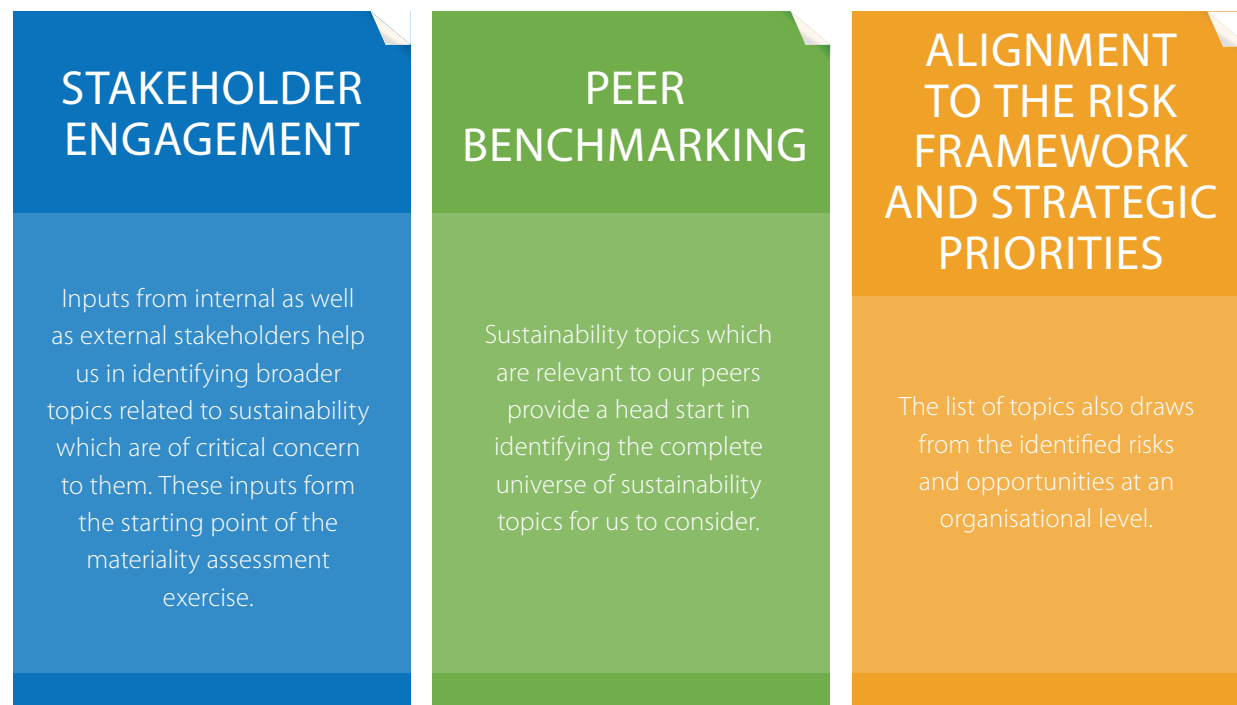 STAKEHOLDER
ENGAGEMENT
Inputs from internal as well
as external stakeholders help
us in identifying broader
topics related to sustainability
which are of critical concern
to them. These inputs form
the starting point of the
materiality assessment
exercise.
PEER
BENCHMARKING
Sustainability topics which
are relevant to our peers
provide a head start in
identifying the complete
universe of sustainability
topics for us to consider.
ALIGNMENT
TO THE RISK
FRAMEWORK
AND STRATEGIC
PRIORITIES
The list of topics also draws
from the identified risks
and opportunities at an
organisational level.